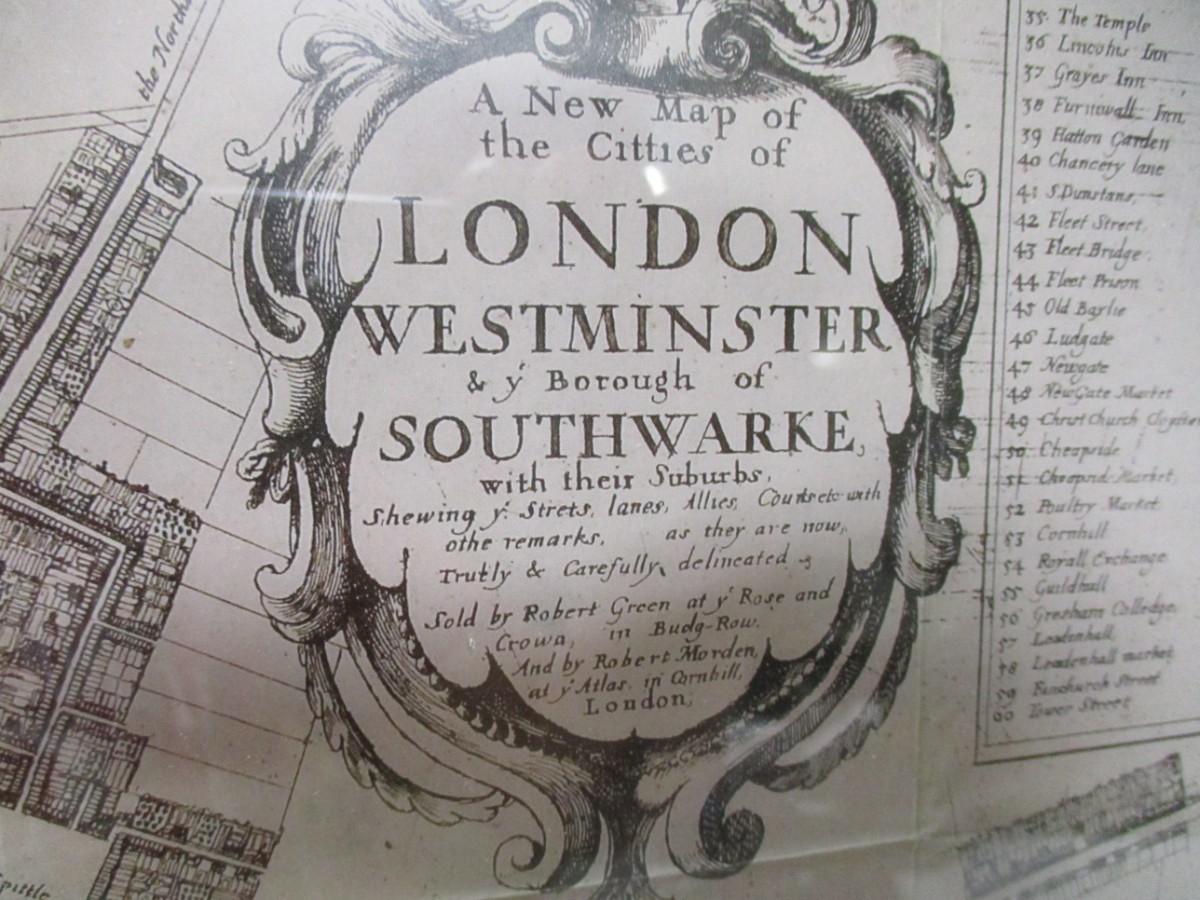 the North
A New Map of
the Citties of
LONDON
WESTMINSTER
& yͤ Borough of
SOUTHWARKE,
with their Suburbs,
Shewing yͤ Strets, lanes, Allies, Courts etc with
othe remarks, as they are now,
Trutly & Carefully delineated
Sold by Robert Green at yͤ Rose and
Crown, in Budg-Row.
And by Robert Morden,
at yͤ Atlas, in Cornhill,
London,
35 The Temple
36 Lincolns Inn
37 Grayes Inn
38 Furnivall Inn
39 Hatton Garden
40 Chancery lane
41 S.Dunstans,
42 Fleet Street,
43 Fleet Bridge
44 Fleet Prison
45 Old Baylie
46 Ludgate
47 Newgate
48 NewGate Market
49 Christ Church
50 Cheapside
51 Cheapsid Market,
52 Poultry Market
53 Cornhill
54 Royall Exchange
55 Guildhall
56 Gresham Colledge
57 Leadenhall
58 Leadenhall market
59 Fanchurch Street
60 Tower Street
spittle